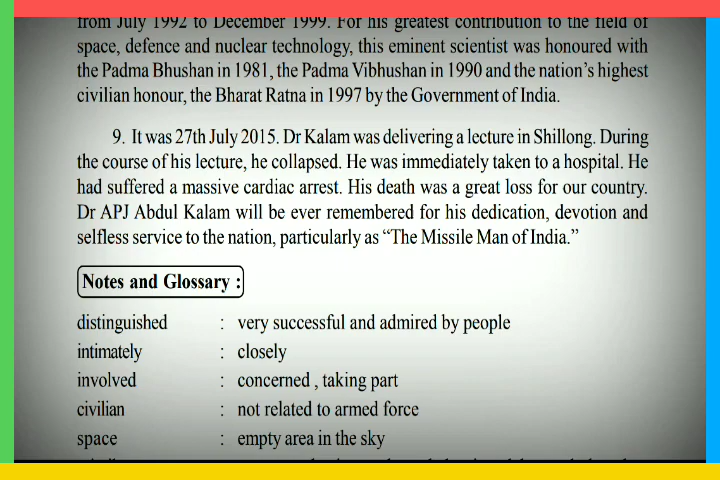 from July 1992 to December 1999. For his greatest contribution to the field of
space, defence and nuclear technology, this eminent scientist was honoured with
the Padma Bhushan in 1981, the Padma Vibhushan in 1990 and the nation's highest
civilian honour, the Bharat Ratna in 1997 by the Government of India.
9. It was 27th July 2015. Dr Kalam was delivering a lecture in Shillong. During
the course of his lecture, he collapsed. He was immediately taken to a hospital. He
had suffered a massive cardiac arrest. His death was a great loss for our country.
Dr APJ Abdul Kalam will be ever remembered for his dedication, devotion and
selfless service to the nation, particularly as “The Missile Man of India.”
Notes and Glossary :
distinguished : very successful and admired by people
intimately : closely
involved : concerned , taking part
civilian : not related to armed force
space : empty area in the sky